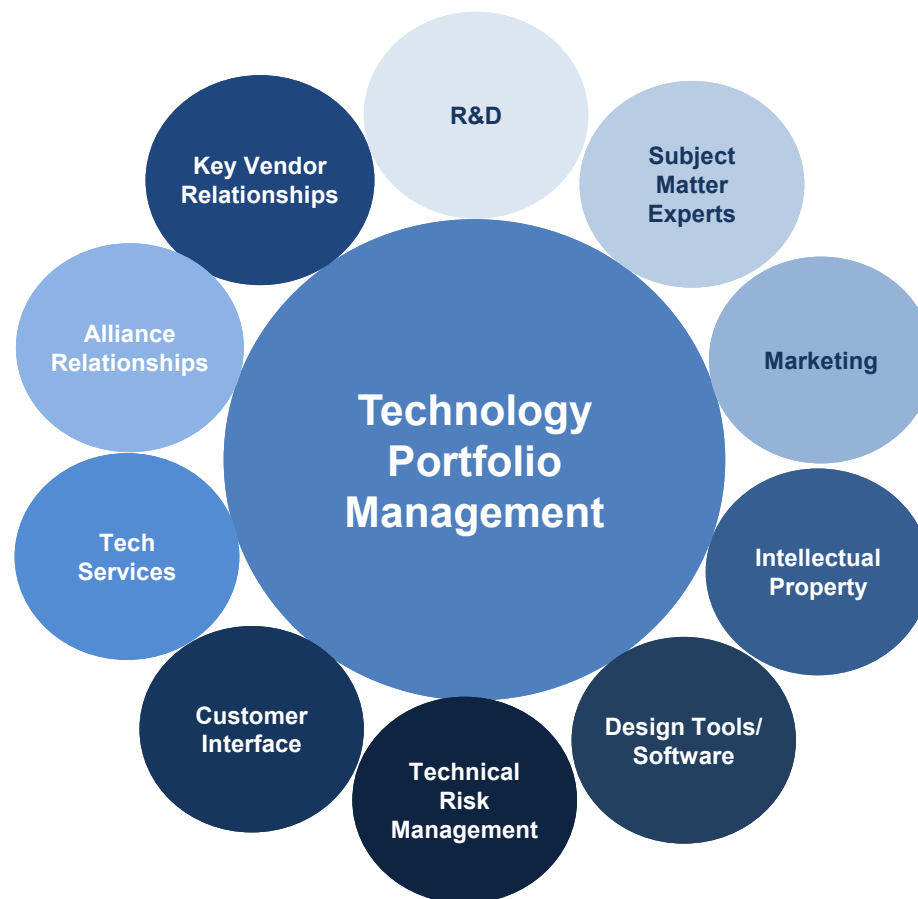 R&D
Subject
Matter
Experts
Marketing
Intellectual
Property
Design Tools/
Software
Technical
Risk
Management
Customer
Interface
Tech
Services
Alliance
Relationships
Key Vendor
Relationships
Technology
Portfolio
Management